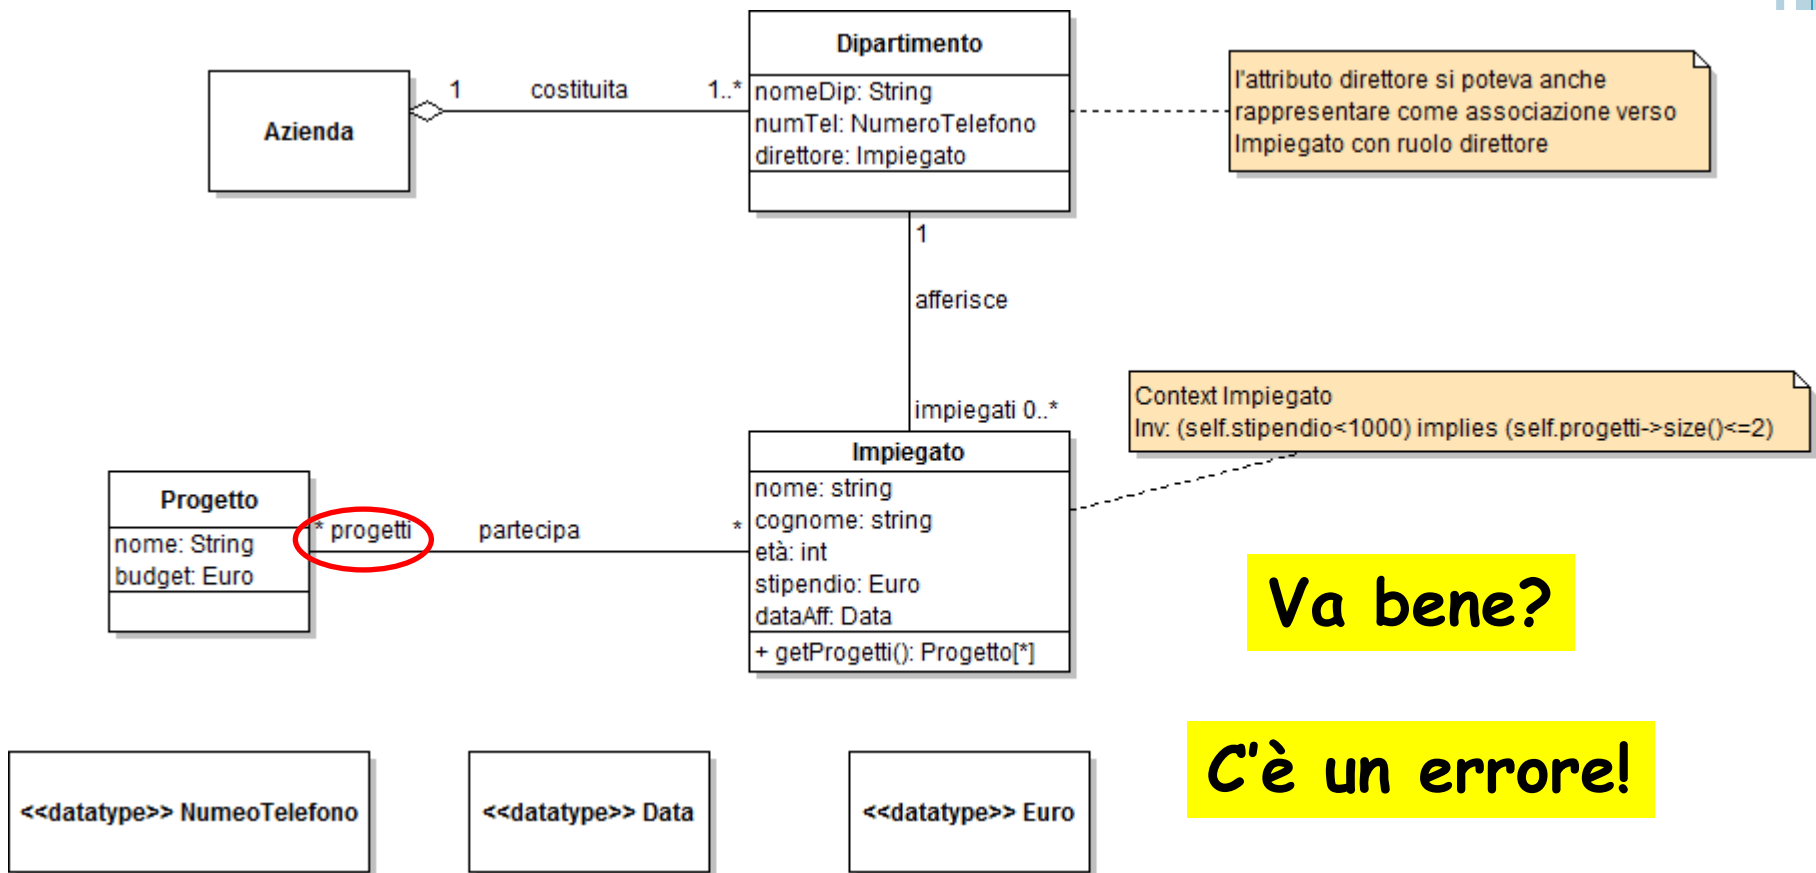 Dipartimento
nomeDip: String
numTel: NumeroTelefono
direttore: Impiegato
l'attributo direttore si poteva anche
rappresentare come associazione verso
Impiegato con ruolo direttore
Azienda
1 costituita 1..*
1
afferisce
impiegati 0..*
Context Impiegato
Inv: (self.stipendio<1000) implies (self.progetti->size()<=2)
Impiegato
nome: string
cognome: string
età: int
stipendio: Euro
dataAff: Data
+ getProgetti(): Progetto[*]
Progetto
nome: String
budget: Euro
* progetti partecipa *
Va bene?
C'è un errore!
<<datatype>> NumeoTelefono
<<datatype>> Data
<<datatype>> Euro